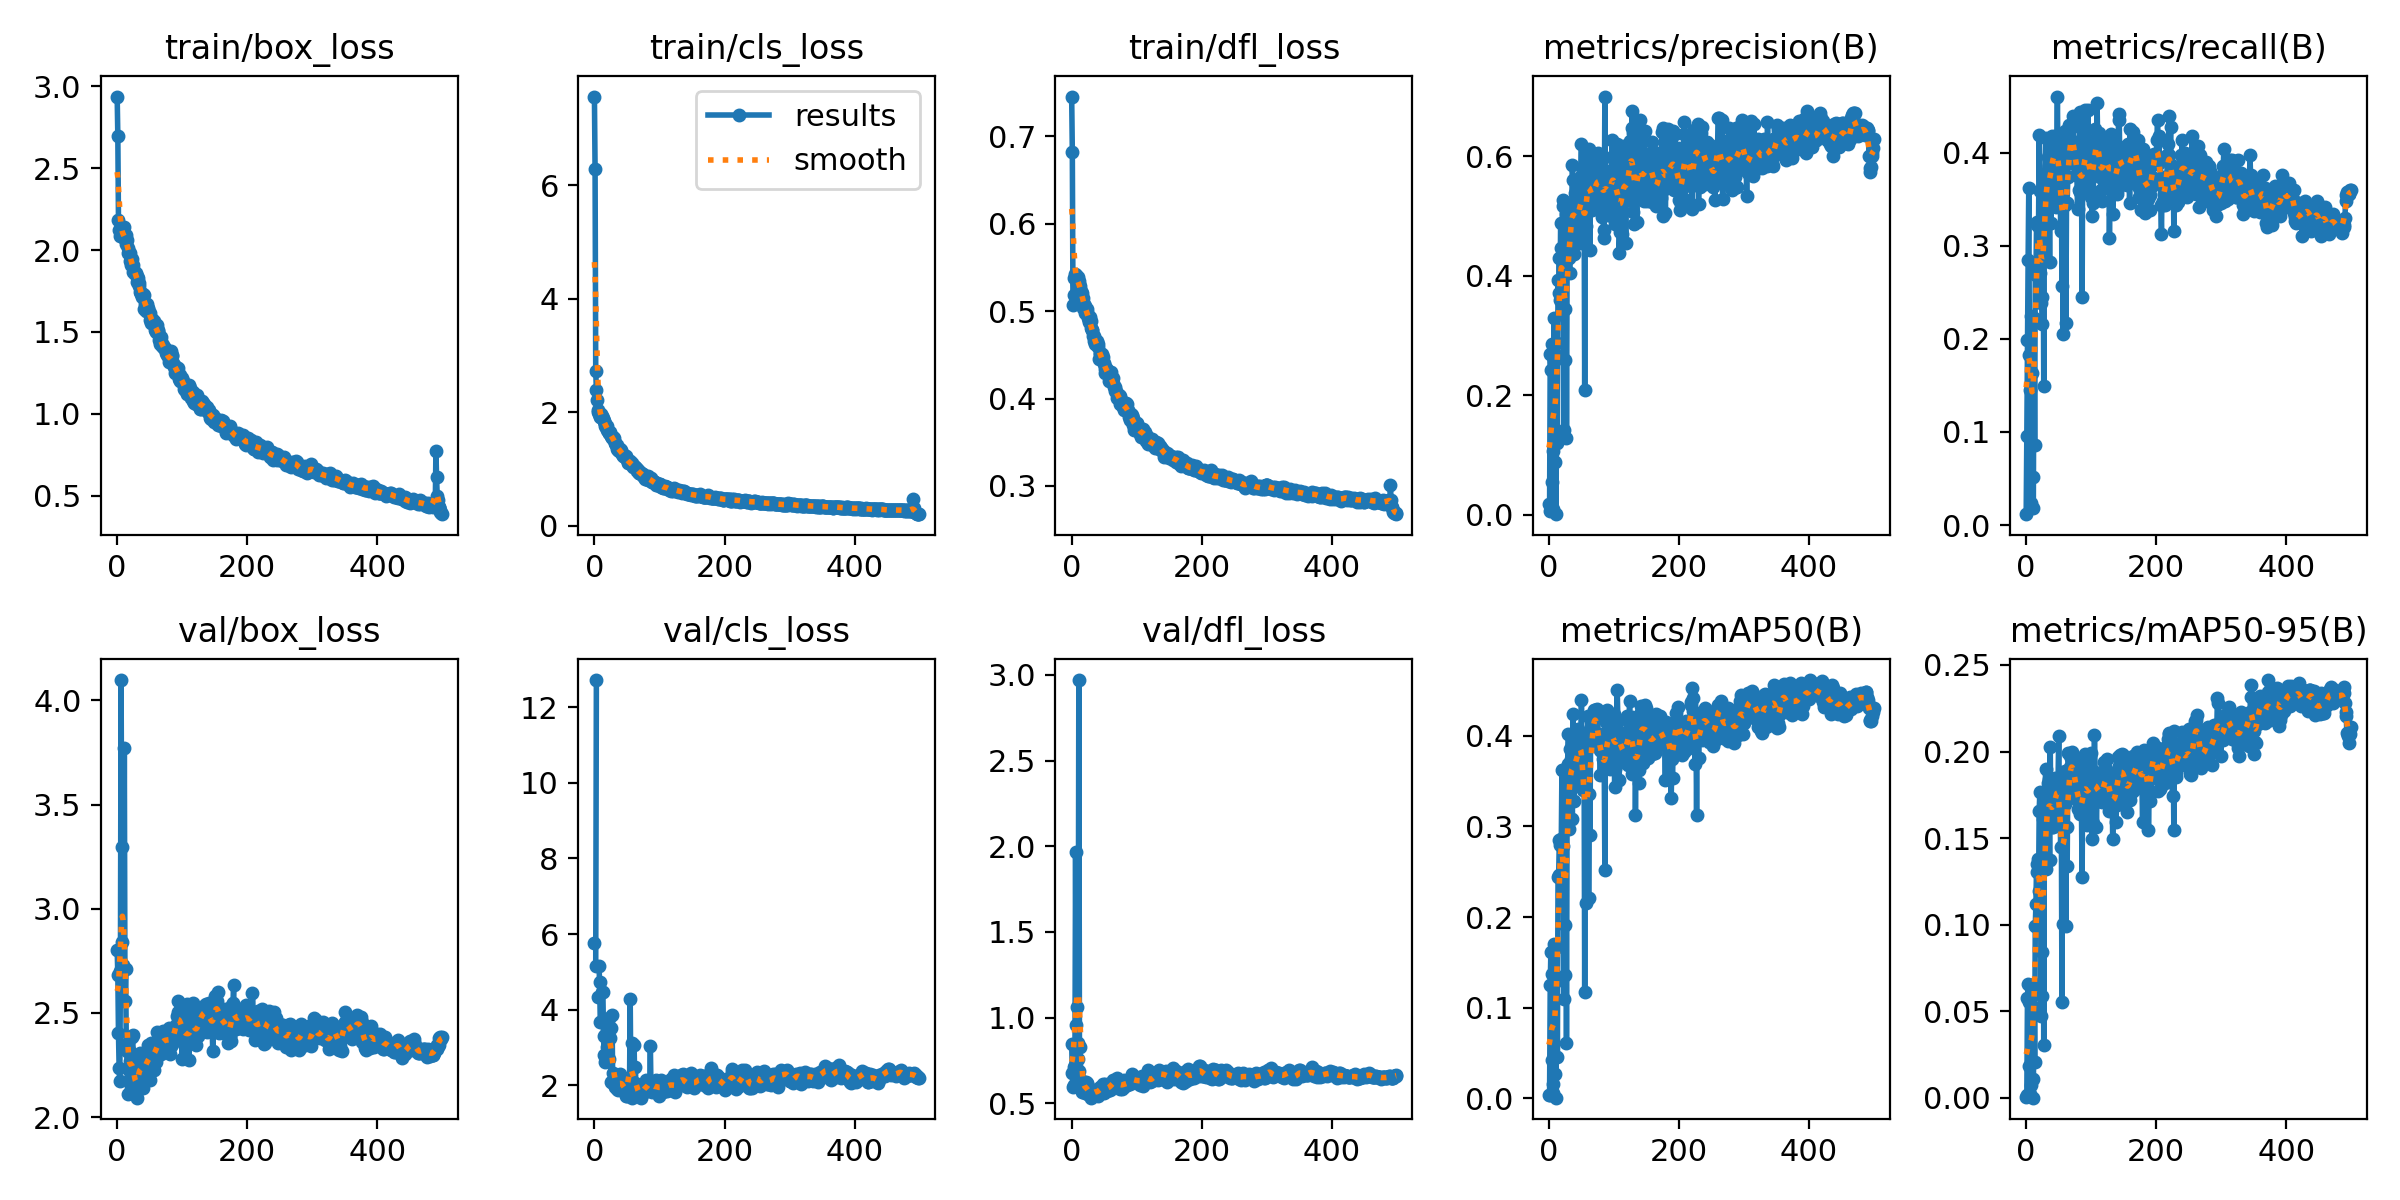 train/box_loss
3.0
2.5
2.0
1.5
1.0
0.5
0 200 400
train/cls_loss
results
smooth
6
4
2
0
0 200 400
train/dfl_loss
0.7
0.6
0.5
0.4
0.3
0 200 400
metrics/precision(B)
0.6
0.4
0.2
0.0
0 200 400
metrics/recall(B)
0.4
0.3
0.2
0.1
0.0
0 200 400
val/box_loss
4.0
3.5
3.0
2.5
2.0
0 200 400
val/cls_loss
12
10
8
6
4
2
0 200 400
val/dfl_loss
3.0
2.5
2.0
1.5
1.0
0.5
0 200 400
metrics/mAP50(B)
0.4
0.3
0.2
0.1
0.0
0 200 400
metrics/mAP50-95(B)
0.25
0.20
0.15
0.10
0.05
0.00
0 200 400